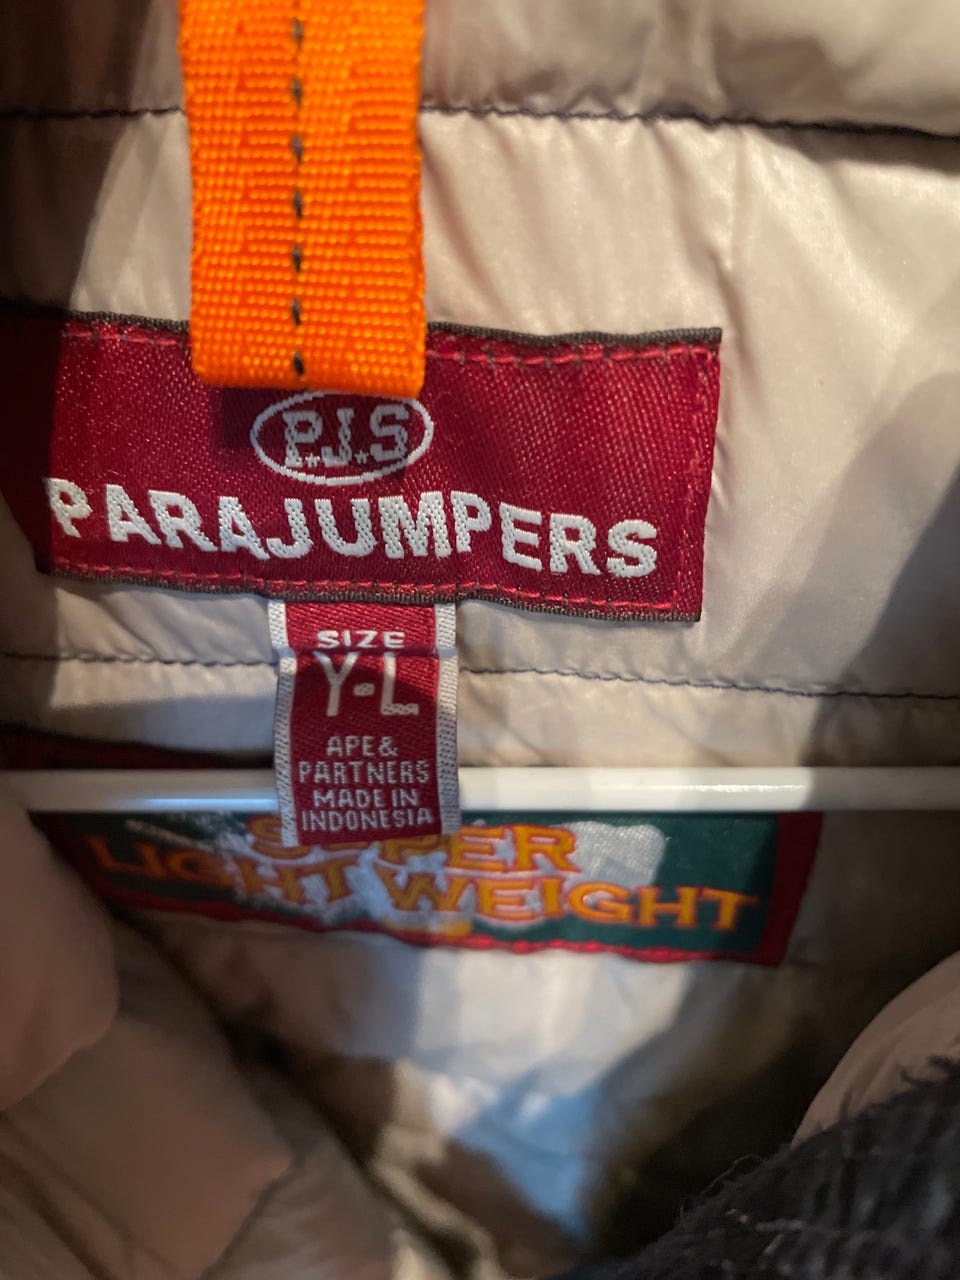 P.J.S
PARAJUMPERS
SIZE
Y-L
APE&
PARTNERS
MADE IN
INDONESIA
SUPER
LIGHT WEIGHT